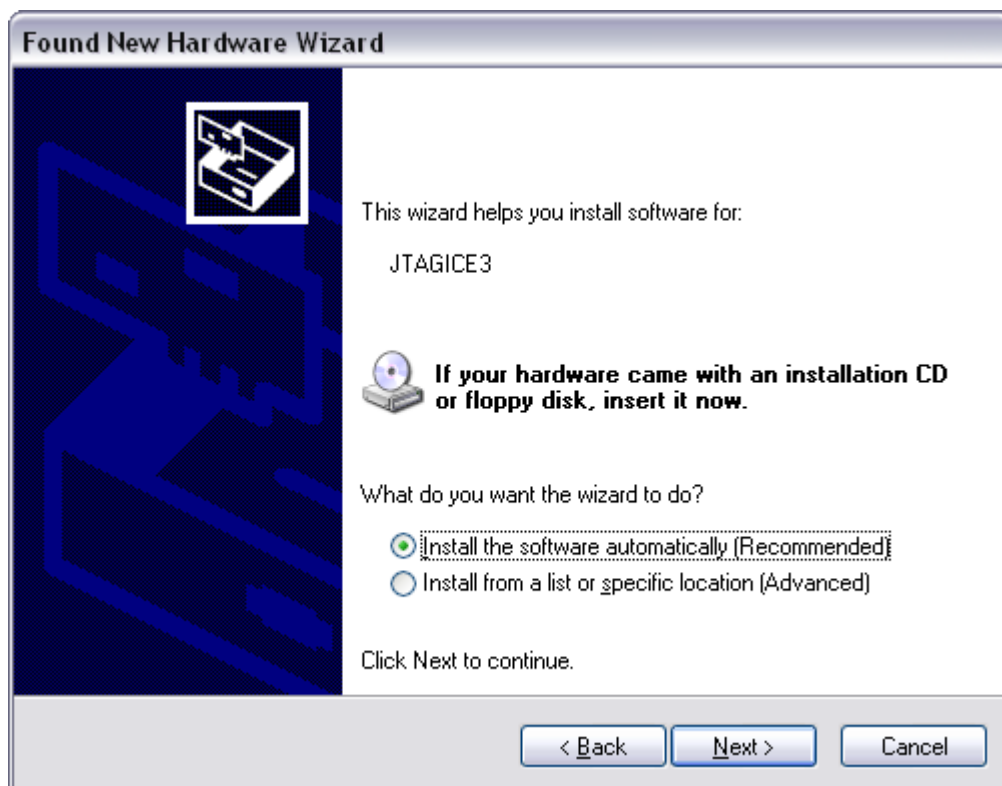 Found New Hardware Wizard
This wizard helps you install software for:
JTAGICE3
If your hardware came with an installation CD
or floppy disk, insert it now.
What do you want the wizard to do?
Install the software automatically (Recommended)
Install from a list or specific location (Advanced)
Click Next to continue.
< Back Next > Cancel